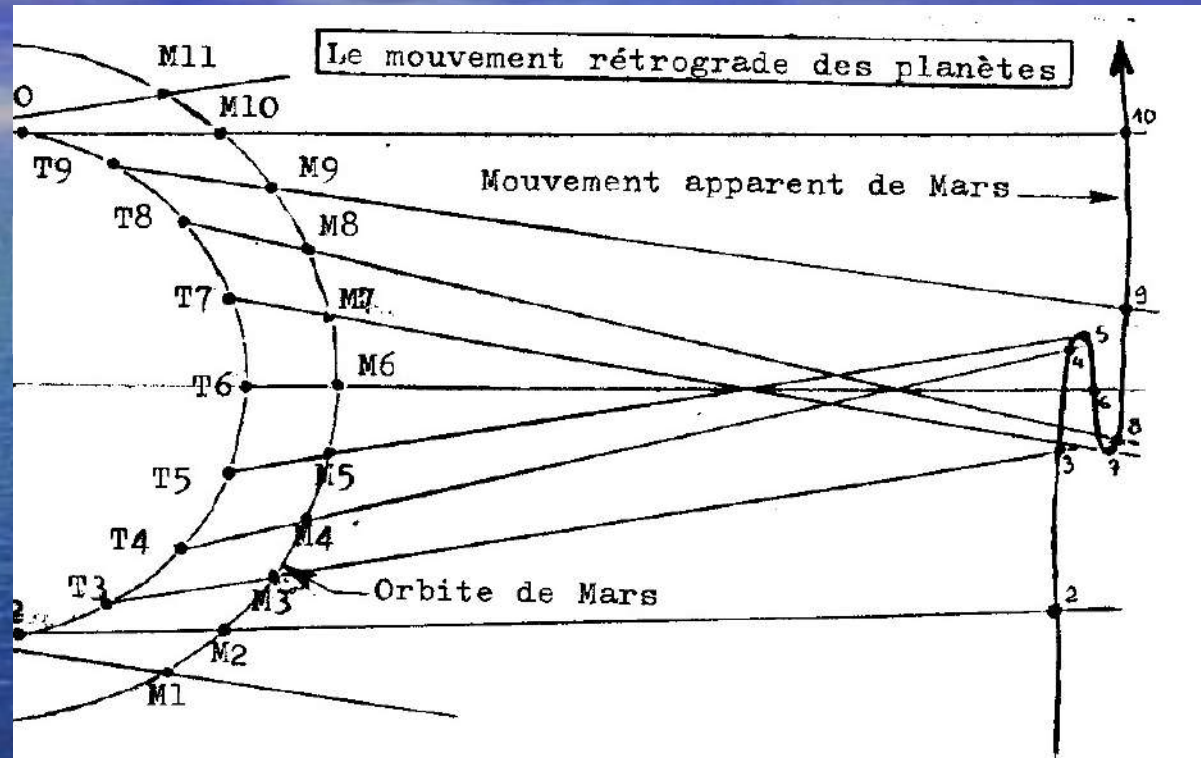 Le mouvement rétrograde des planètes
M11
M10
10
T9
M9
Mouvement apparent de Mars
T8
M8
T7
M7
9
5
4
T6
M6
6
8
3
7
T5
M5
T4
M4
T3
M3
Orbite de Mars
2
2
M2
M1